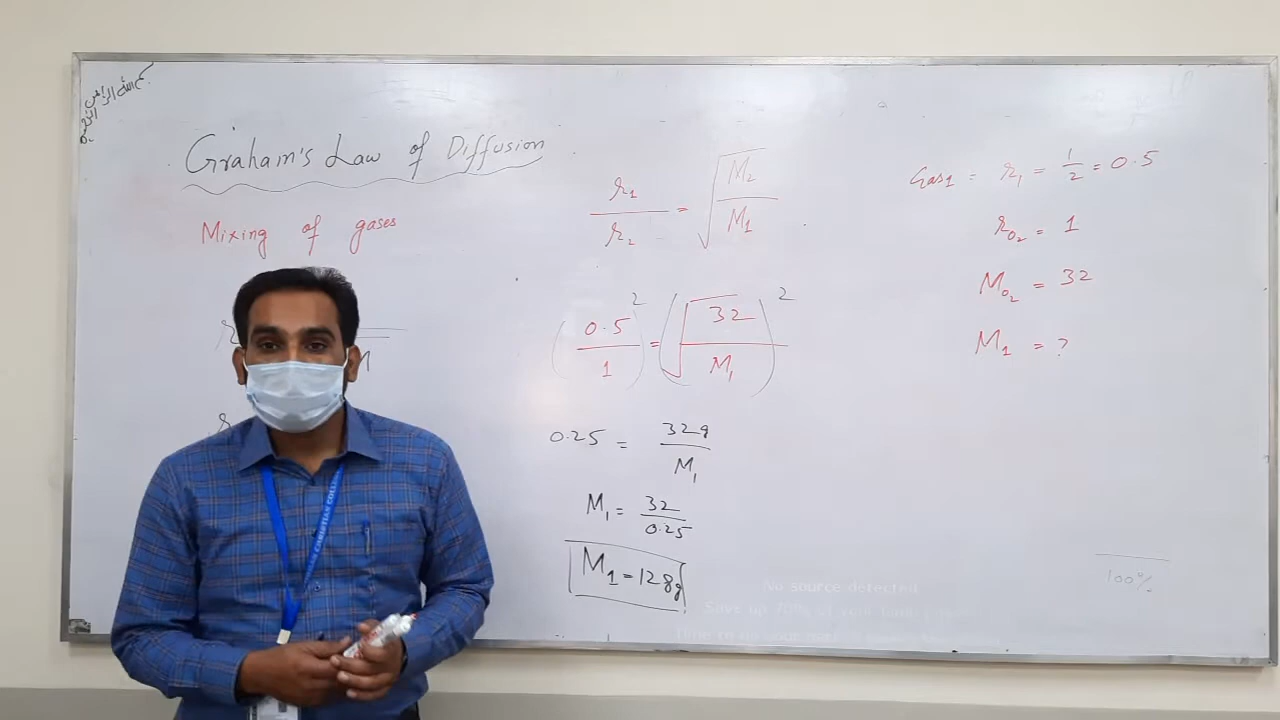 Graham's Law of Diffusion
Mixing of gases
r
M
r
r₁ / r₂ = √(M₂ / M₁)
(0.5 / 1)² = (√(32 / M₁))²
0.25 = 32g / M₁
M₁ = 32 / 0.25
M₁ = 128g
Gas₁ = r₁ = 1/2 = 0.5
r_O₂ = 1
M_O₂ = 32
M₁ = ?
100%
No source detected
CHRISTIAN COLL